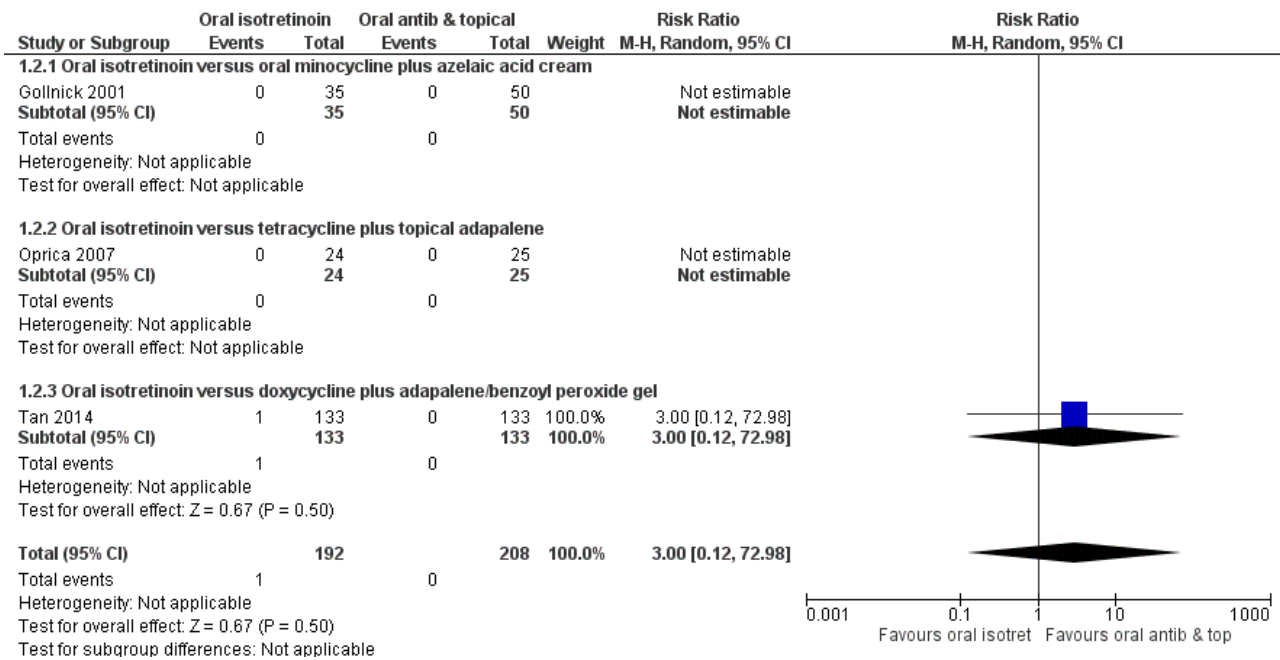 Oral isotretinoin Oral antib & topical Risk Ratio Risk Ratio
Study or Subgroup Events Total Events Total Weight M-H, Random, 95% CI M-H, Random, 95% CI
1.2.1 Oral isotretinoin versus oral minocycline plus azelaic acid cream
Gollnick 2001 0 35 0 50 Not estimable
Subtotal (95% CI) 35 50 Not estimable
Total events 0 0
Heterogeneity: Not applicable
Test for overall effect: Not applicable
1.2.2 Oral isotretinoin versus tetracycline plus topical adapalene
Oprica 2007 0 24 0 25 Not estimable
Subtotal (95% CI) 24 25 Not estimable
Total events 0 0
Heterogeneity: Not applicable
Test for overall effect: Not applicable
1.2.3 Oral isotretinoin versus doxycycline plus adapalene/benzoyl peroxide gel
Tan 2014 1 133 0 133 100.0% 3.00 [0.12, 72.98]
Subtotal (95% CI) 133 133 100.0% 3.00 [0.12, 72.98]
Total events 1 0
Heterogeneity: Not applicable
Test for overall effect: Z = 0.67 (P = 0.50)
Total (95% CI) 192 208 100.0% 3.00 [0.12, 72.98]
Total events 1 0
Heterogeneity: Not applicable
Test for overall effect: Z = 0.67 (P = 0.50)
Test for subgroup differences: Not applicable
0.001 0.1 1 10 1000
Favours oral isotret Favours oral antib & top